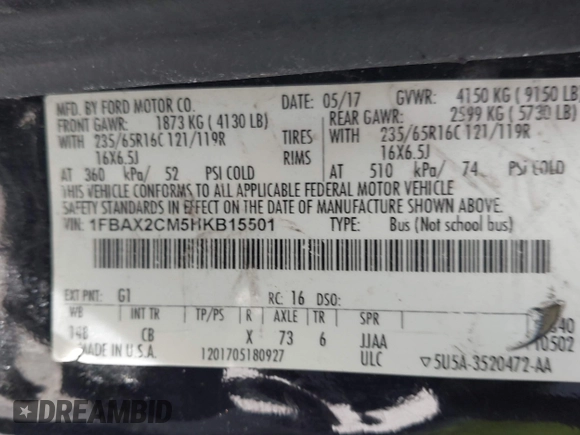 MFD. BY FORD MOTOR CO. DATE: 05/17 GVWR: 4150 KG ( 9150 LB)
FRONT GAWR: 1873 KG ( 4130 LB) REAR GAWR: 2599 KG ( 5730 LB)
WITH 235/65R16C 121/119R TIRES WITH 235/65R16C 121/119R
16X6.5J RIMS 16X6.5J
AT 360 kPa/ 52 PSI COLD AT 510 kPa/ 74 PSI COLD
THIS VEHICLE CONFORMS TO ALL APPLICABLE FEDERAL MOTOR VEHICLE
SAFETY STANDARDS IN EFFECT ON THE DATE OF MANUFACTURE SHOWN ABOVE.
VIN: 1FBAX2CM5HKB15501 TYPE: Bus (Not school bus)
EXT PNT: G1 RC: 16 DSO:
WB INT TR TP/PS R AXLE TR SPR
148 CB X 73 6 JJAA 40
MADE IN U.S.A. 1201705180927 ULC 10502
▽5U5A-3520472-AA
DREAMBID